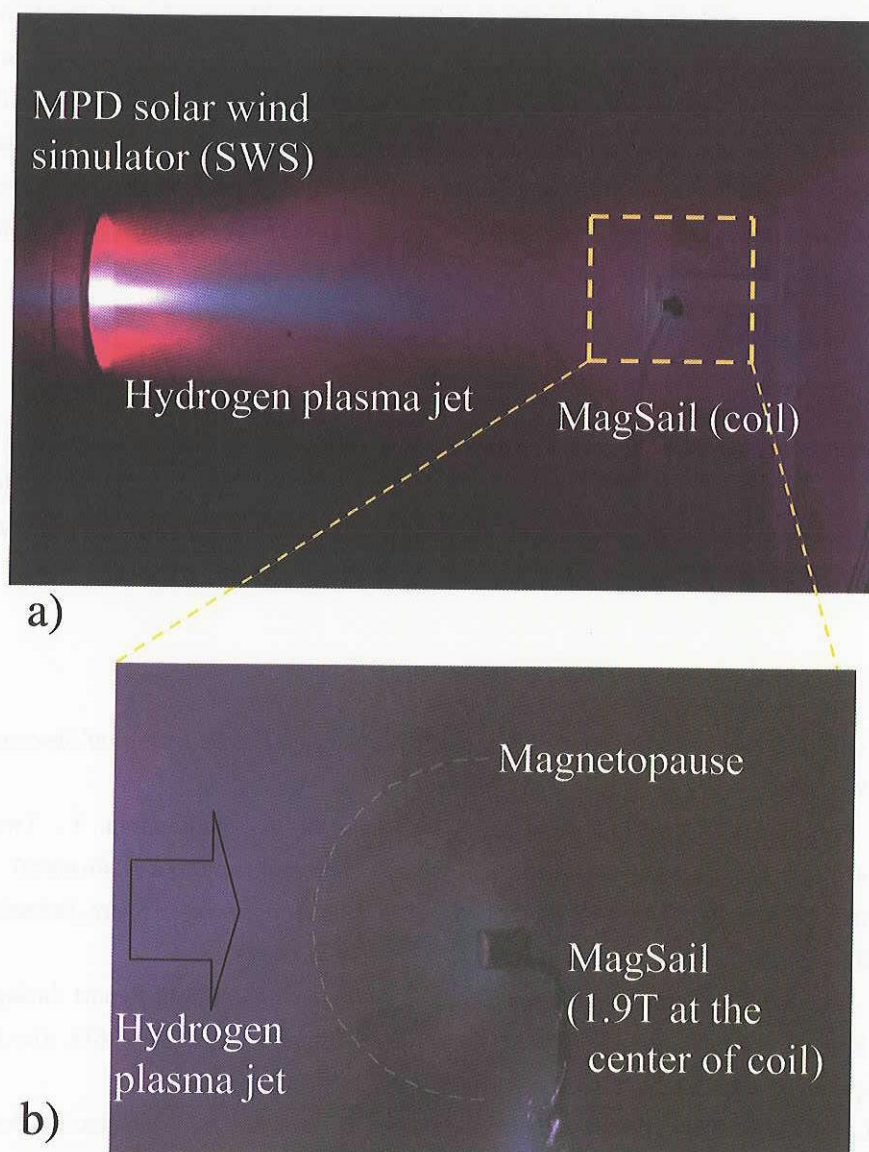 MPD solar wind
simulator (SWS)
Hydrogen plasma jet
MagSail (coil)
a)
Magnetopause
MagSail
(1.9T at the
center of coil)
Hydrogen
plasma jet
b)